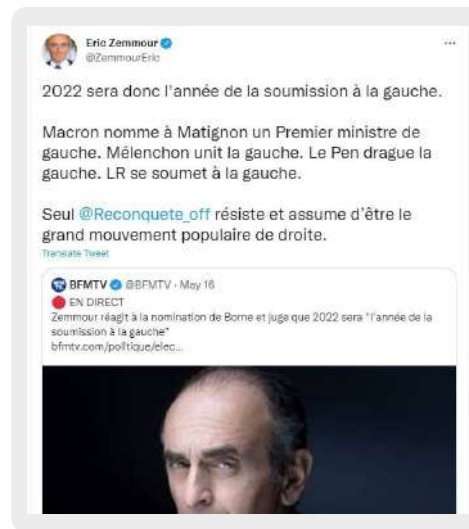 Eric Zemmour
@ZemmourEric
2022 sera donc l'année de la soumission à la gauche.
Macron nomme à Matignon un Premier ministre de
gauche. Mélenchon unit la gauche. Le Pen drague la
gauche. LR se soumet à la gauche.
Seul @Reconquete_off résiste et assume d'être le
grand mouvement populaire de droite.
Translate Tweet
BFMTV @BFMTV · May 16
EN DIRECT
Zemmour réagit à la nomination de Borne et juge que 2022 sera "l'année de la
soumission à la gauche"
bfmtv.com/politique/elec...